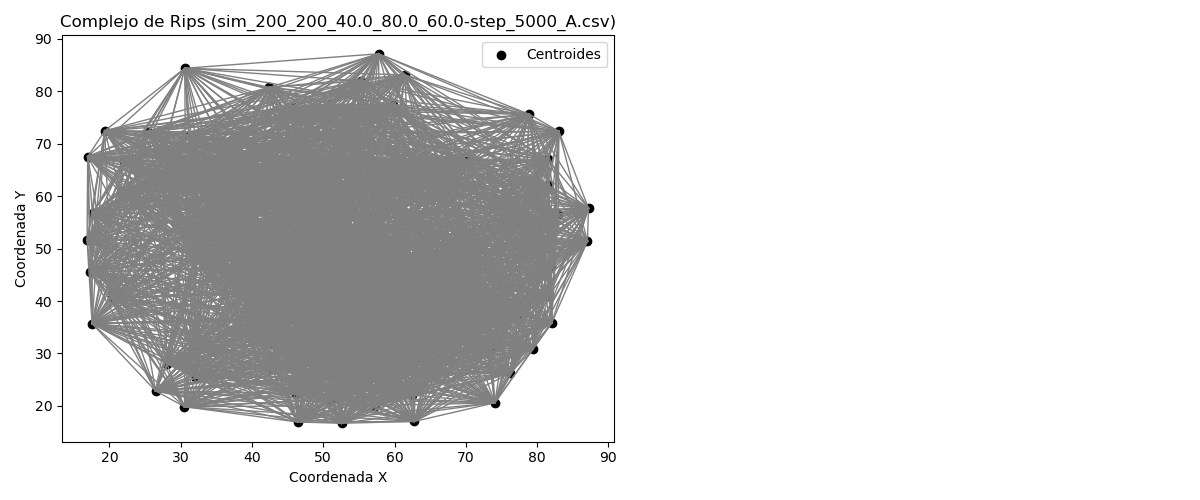 Complejo de Rips (sim_200_200_40.0_80.0_60.0-step_5000_A.csv)
Centroides
90
80
70
60
50
40
30
20
Coordenada Y
20 30 40 50 60 70 80 90
Coordenada X